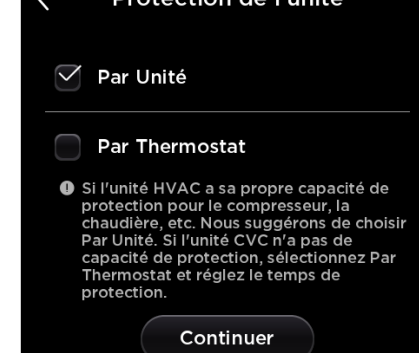 Protection de l'unité
Par Unité
Par Thermostat
Si l'unité HVAC a sa propre capacité de
protection pour le compresseur, la
chaudière, etc. Nous suggérons de choisir
Par Unité. Si l'unité CVC n'a pas de
capacité de protection, sélectionnez Par
Thermostat et réglez le temps de
protection.
Continuer